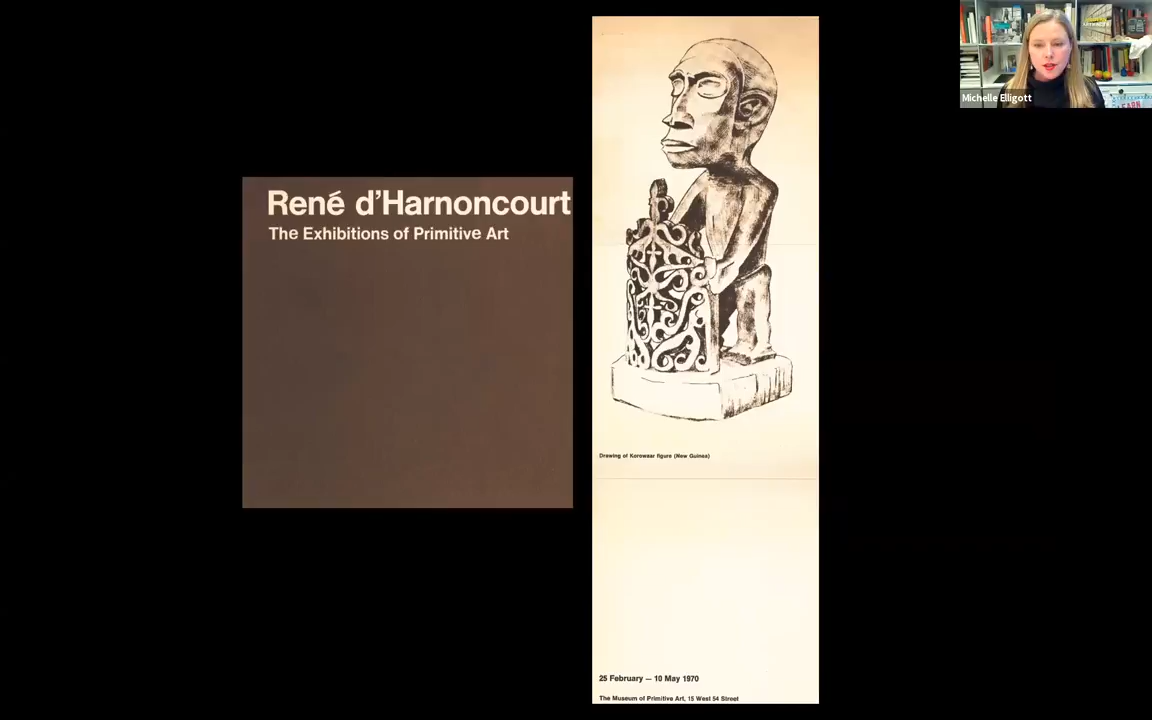 René d'Harnoncourt
The Exhibitions of Primitive Art
Drawing of Korowaar figure (New Guinea)
25 February — 10 May 1970
The Museum of Primitive Art, 15 West 54 Street
Michelle Elligott